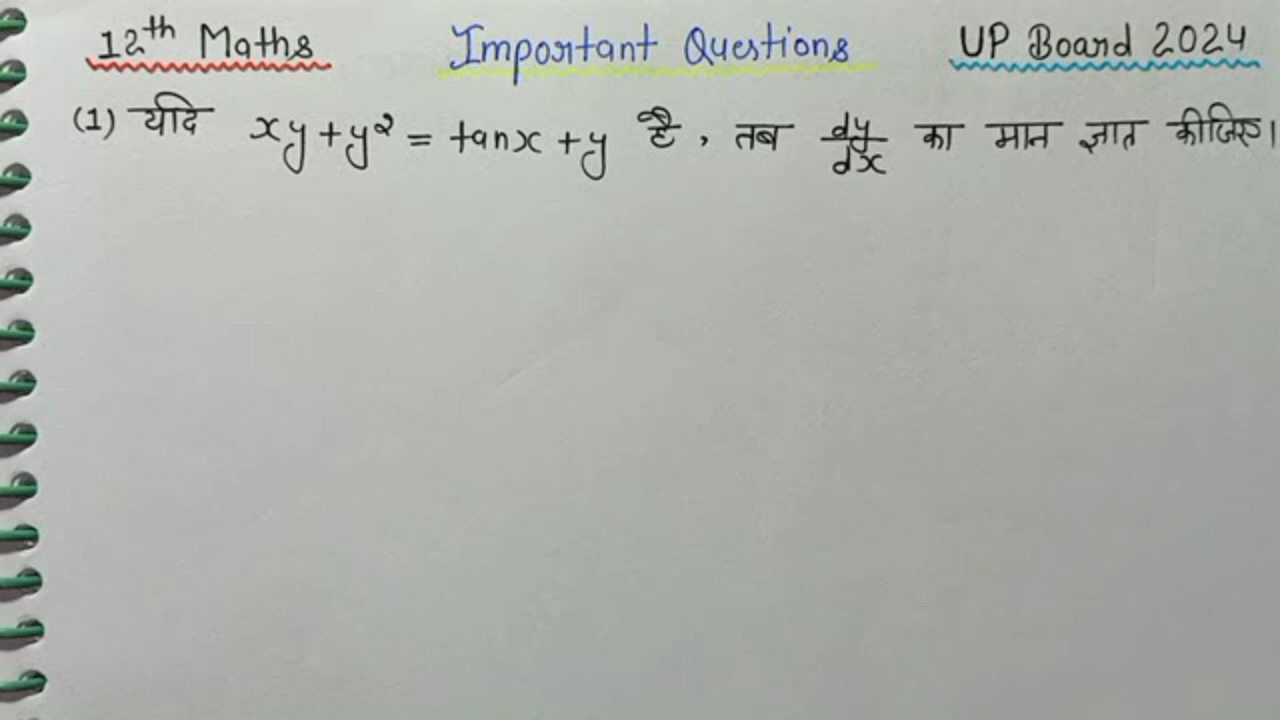 12th Maths Important Questions UP Board 2024
(1) यदि xy+y² = tanx+y है, तब dy/dx का मान ज्ञात कीजिए।